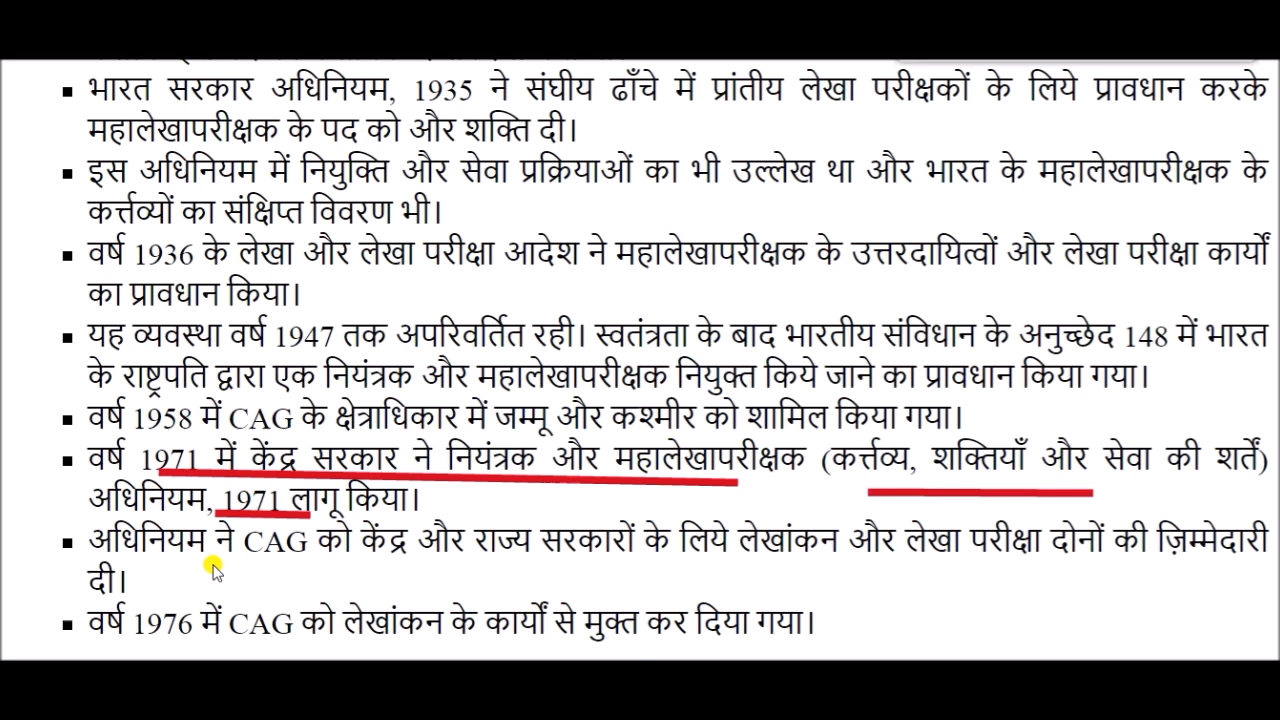 ▪ भारत सरकार अधिनियम, 1935 ने संघीय ढाँचे में प्रांतीय लेखा परीक्षकों के लिये प्रावधान करके
महालेखापरीक्षक के पद को और शक्ति दी।
▪ इस अधिनियम में नियुक्ति और सेवा प्रक्रियाओं का भी उल्लेख था और भारत के महालेखापरीक्षक के
कर्त्तव्यों का संक्षिप्त विवरण भी।
▪ वर्ष 1936 के लेखा और लेखा परीक्षा आदेश ने महालेखापरीक्षक के उत्तरदायित्वों और लेखा परीक्षा कार्यों
का प्रावधान किया।
▪ यह व्यवस्था वर्ष 1947 तक अपरिवर्तित रही। स्वतंत्रता के बाद भारतीय संविधान के अनुच्छेद 148 में भारत
के राष्ट्रपति द्वारा एक नियंत्रक और महालेखापरीक्षक नियुक्त किये जाने का प्रावधान किया गया।
▪ वर्ष 1958 में CAG के क्षेत्राधिकार में जम्मू और कश्मीर को शामिल किया गया।
▪ वर्ष 1971 में केंद्र सरकार ने नियंत्रक और महालेखापरीक्षक (कर्त्तव्य, शक्तियाँ और सेवा की शर्तें)
अधिनियम, 1971 लागू किया।
▪ अधिनियम ने CAG को केंद्र और राज्य सरकारों के लिये लेखांकन और लेखा परीक्षा दोनों की ज़िम्मेदारी
दी।
▪ वर्ष 1976 में CAG को लेखांकन के कार्यों से मुक्त कर दिया गया।